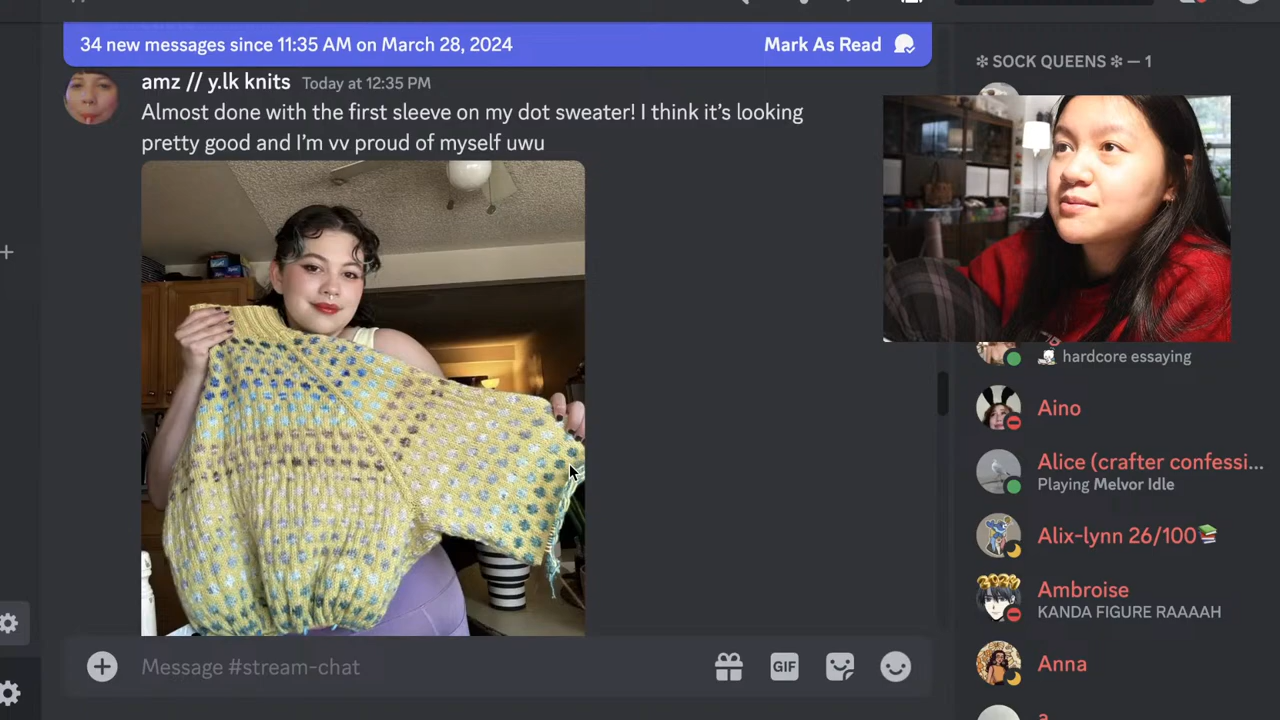 34 new messages since 11:35 AM on March 28, 2024
Mark As Read
❇ SOCK QUEENS ❇ — 1
amz // y.lk knits Today at 12:35 PM
Almost done with the first sleeve on my dot sweater! I think it's looking
pretty good and I'm vv proud of myself uwu
hardcore essaying
Aino
Alice (crafter confessi...
Playing Melvor Idle
Alix-lynn 26/100
Ambroise
KANDA FIGURE RAAAAH
Anna
Message #stream-chat
GIF